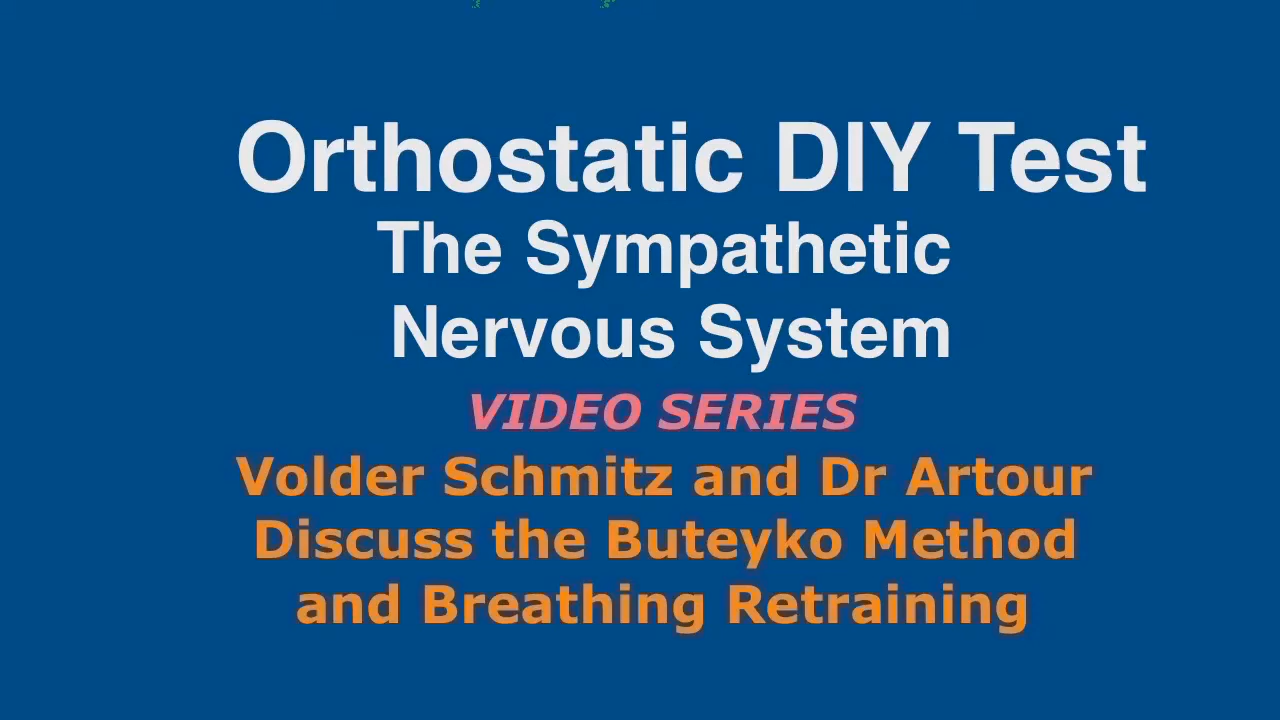 Orthostatic DIY Test
The Sympathetic
Nervous System
VIDEO SERIES
Volder Schmitz and Dr Artour
Discuss the Buteyko Method
and Breathing Retraining